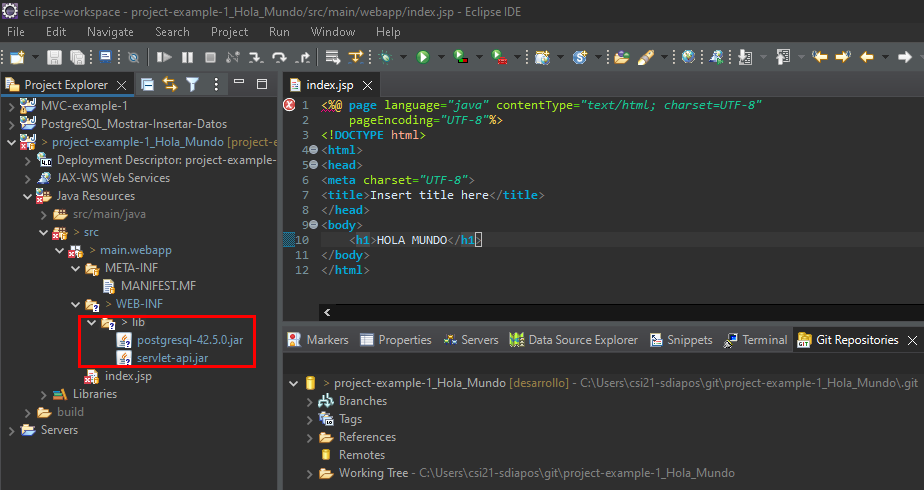 eclipse-workspace - project-example-1_Hola_Mundo/src/main/webapp/index.jsp - Eclipse IDE
File Edit Navigate Search Project Run Window Help
Project Explorer
MVC-example-1
PostgreSQL_Mostrar-Insertar-Datos
> project-example-1_Hola_Mundo [project-e
Deployment Descriptor: project-example-
JAX-WS Web Services
Java Resources
> src/main/java
> src
> main.webapp
META-INF
MANIFEST.MF
> WEB-INF
> lib
postgresql-42.5.0.jar
servlet-api.jar
index.jsp
Libraries
build
Servers
index.jsp
1 <%@ page language="java" contentType="text/html; charset=UTF-8"
2 pageEncoding="UTF-8"%>
3 <!DOCTYPE html>
4 <html>
5 <head>
6 <meta charset="UTF-8">
7 <title>Insert title here</title>
8 </head>
9 <body>
10 <h1>HOLA MUNDO</h1>
11 </body>
12 </html>
Markers Properties Servers Data Source Explorer Snippets Terminal Git Repositories
> project-example-1_Hola_Mundo [desarrollo] - C:\Users\csi21-sdiapos\git\project-example-1_Hola_Mundo\.git
Branches
Tags
References
Remotes
Working Tree - C:\Users\csi21-sdiapos\git\project-example-1_Hola_Mundo